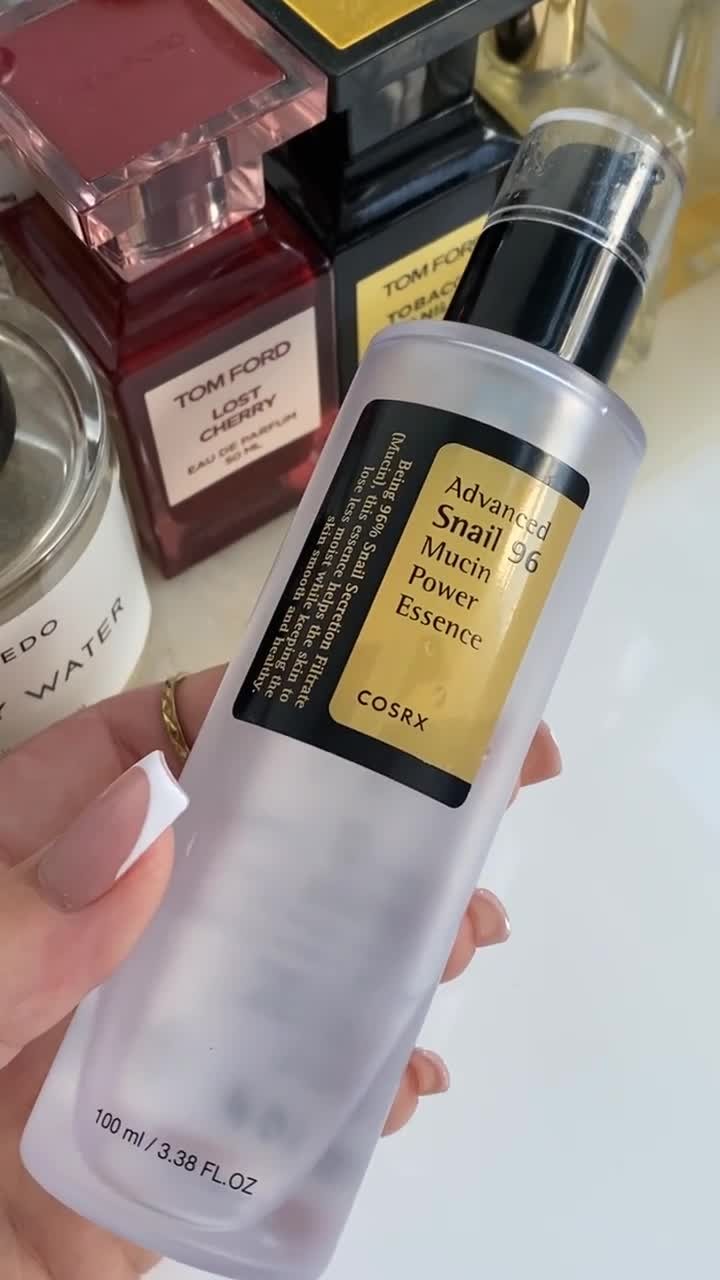 TOM FORD
LOST
CHERRY
EAU DE PARFUM
50 ML
TOM FORD
WATER
Advanced
Snail 96
Mucin
Power
Essence
COSRX
Being 96% Snail Secretion Filtrate
(Mucin), this essence helps the skin to
lose less moist while keeping the
skin smooth and healthy.
100 ml / 3.38 FL.OZ